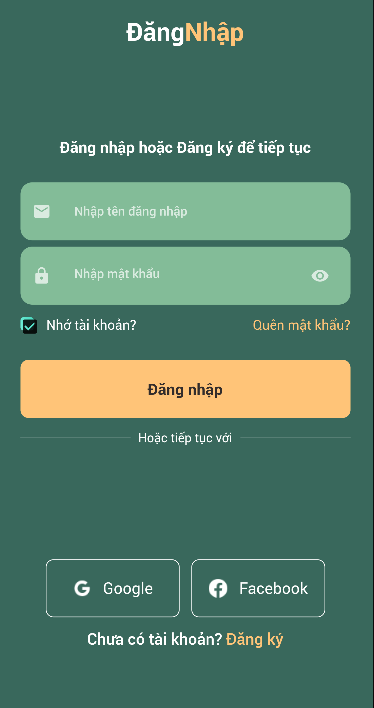 ĐăngNhập
Đăng nhập hoặc Đăng ký để tiếp tục
Nhập tên đăng nhập
Nhập mật khẩu
Nhớ tài khoản? Quên mật khẩu?
Đăng nhập
Hoặc tiếp tục với
Google Facebook
Chưa có tài khoản? Đăng ký